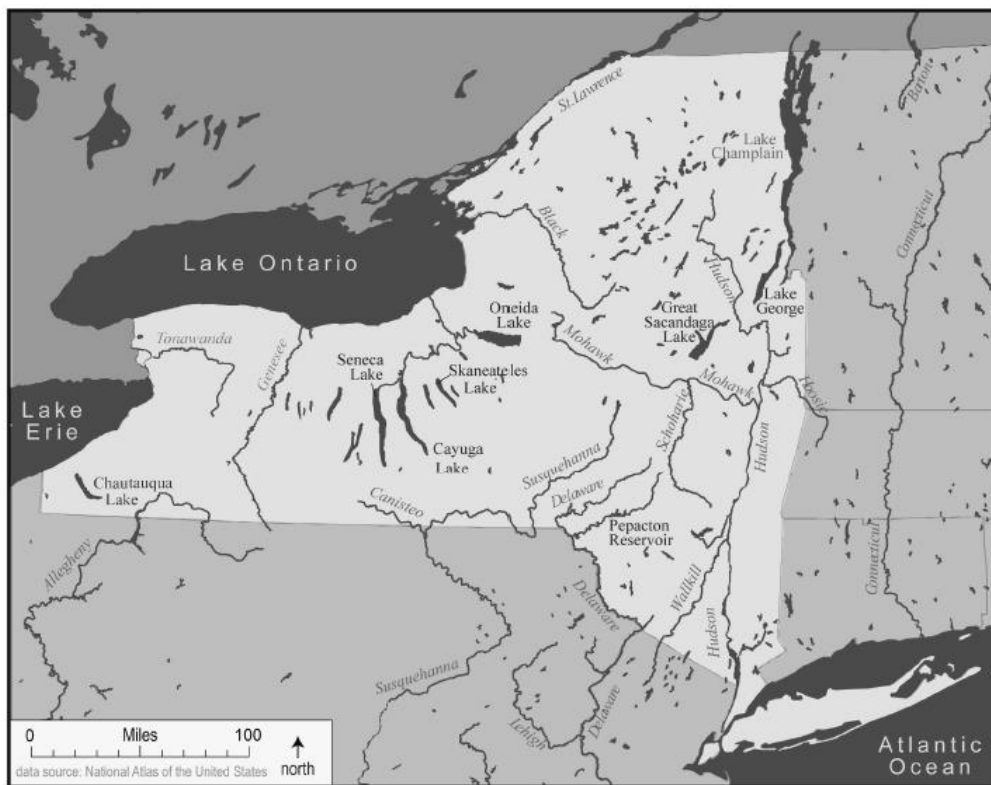 St. Lawrence
Baton
Lake
Champlain
Connecticut
Black
Lake Ontario
Hudson
Lake
George
Oneida
Lake
Great
Sacandaga
Lake
Tonawanda
Genesee
Mohawk
Seneca
Lake
Skaneateles
Lake
Mohawk
Hoosic
Lake
Erie
Schoharie
Hudson
Cayuga
Lake
Susquehanna
Chautauqua
Lake
Canisteo
Delaware
Pepacton
Reservoir
Allegheny
Connecticut
Wallkill
Delaware
Hudson
Susquehanna
Delaware
Lehigh
0 Miles 100
north
data source: National Atlas of the United States
Atlantic
Ocean